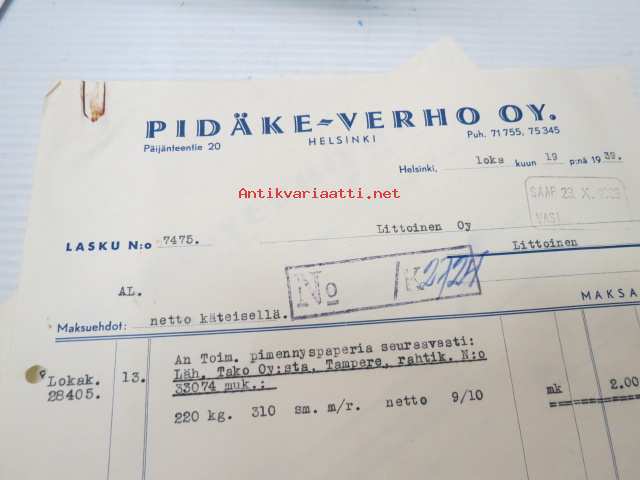 PIDÄKE-VERHO OY.
Päijänteentie 20
HELSINKI
Puh. 71 755, 75 345
Helsinki, loka kuun 19 p:nä 1939.
Antikvariaatti.net
SAAP 23. X. 1939
VAST.
LASKU N:o 7475.
Littoinen Oy
Littoinen
No K2724
AL.
Maksuehdot: netto käteisellä.
MAKSA
Lokak. 13. An Toim. pimennyspaperia seuraavasti:
28405. Läh. Tako Oy:sta, Tampere, rahtik. N:o
33074 muk.:
220 kg. 310 sm. m/r. netto 9/10 mk 2.00